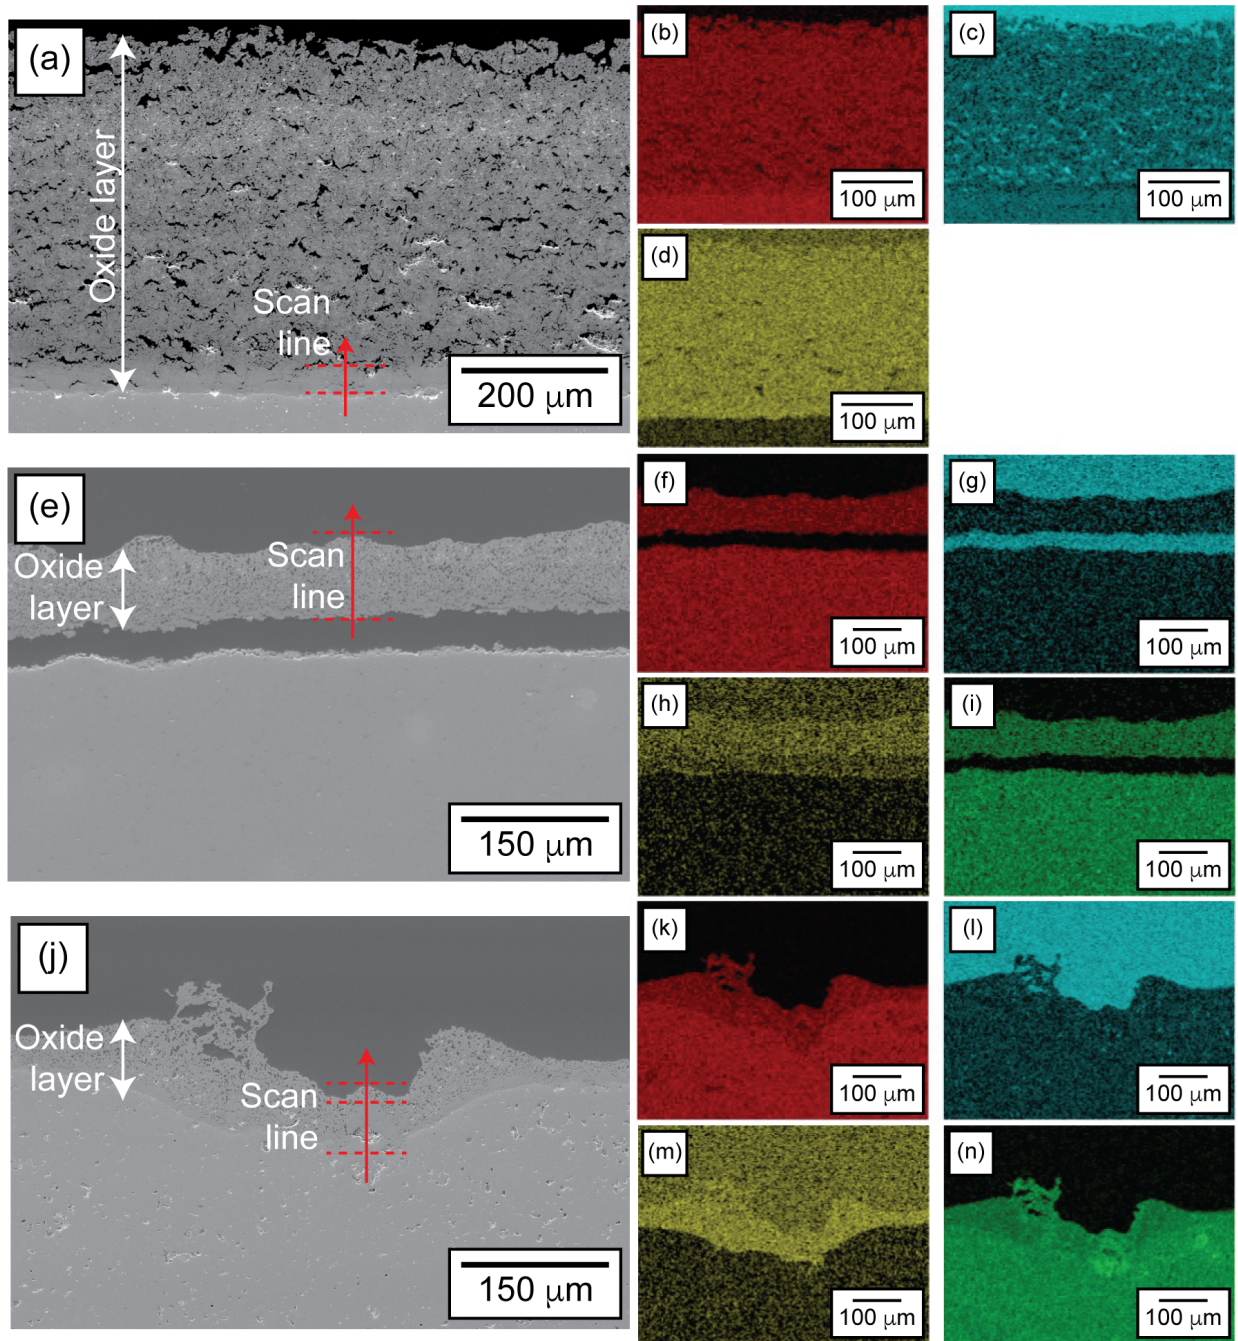 (a)
Oxide layer
Scan
line
200 μm
(b)
100 μm
(c)
100 μm
(d)
100 μm
(e)
Oxide
layer
Scan
line
150 μm
(f)
100 μm
(g)
100 μm
(h)
100 μm
(i)
100 μm
(j)
Oxide
layer
Scan
line
150 μm
(k)
100 μm
(l)
100 μm
(m)
100 μm
(n)
100 μm